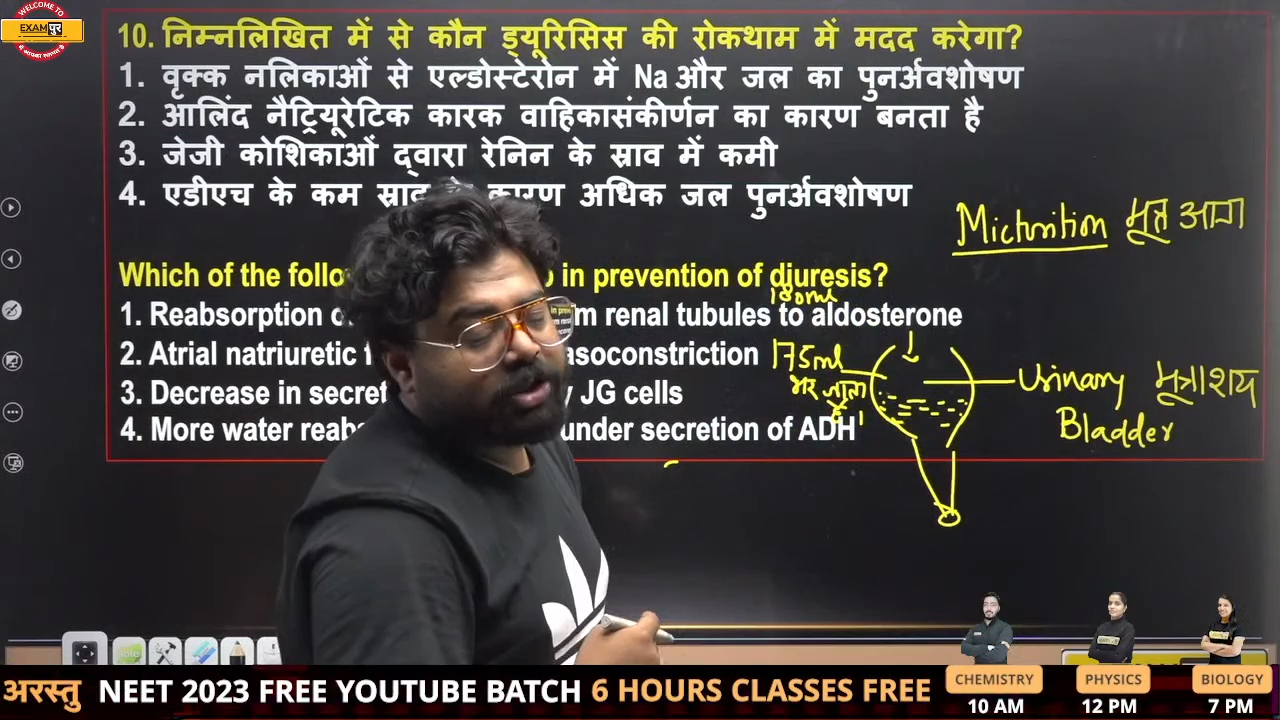 WELCOME TO
EXAMपुर
10. निम्नलिखित में से कौन ड्यूरिसिस की रोकथाम में मदद करेगा?
1. वृक्क नलिकाओं से एल्डोस्टेरोन में Na और जल का पुनर्अवशोषण
2. आलिंद नैट्रियूरेटिक कारक वाहिकासंकीर्णन का कारण बनता है
3. जेजी कोशिकाओं द्वारा रेनिन के स्राव में कमी
4. एडीएच के कम स्राव के कारण अधिक जल पुनर्अवशोषण
Micturition मूत्र
Which of the follo in prevention of diuresis?
180ml
1. Reabsorption o m renal tubules to aldosterone
2. Atrial natriuretic f asoconstriction
175ml
भर जाता
है।
Urinary मूत्राशय
Bladder
3. Decrease in secret y JG cells
4. More water reab under secretion of ADH
अरस्तु NEET 2023 FREE YOUTUBE BATCH 6 HOURS CLASSES FREE
CHEMISTRY
10 AM
PHYSICS
12 PM
BIOLOGY
7 PM